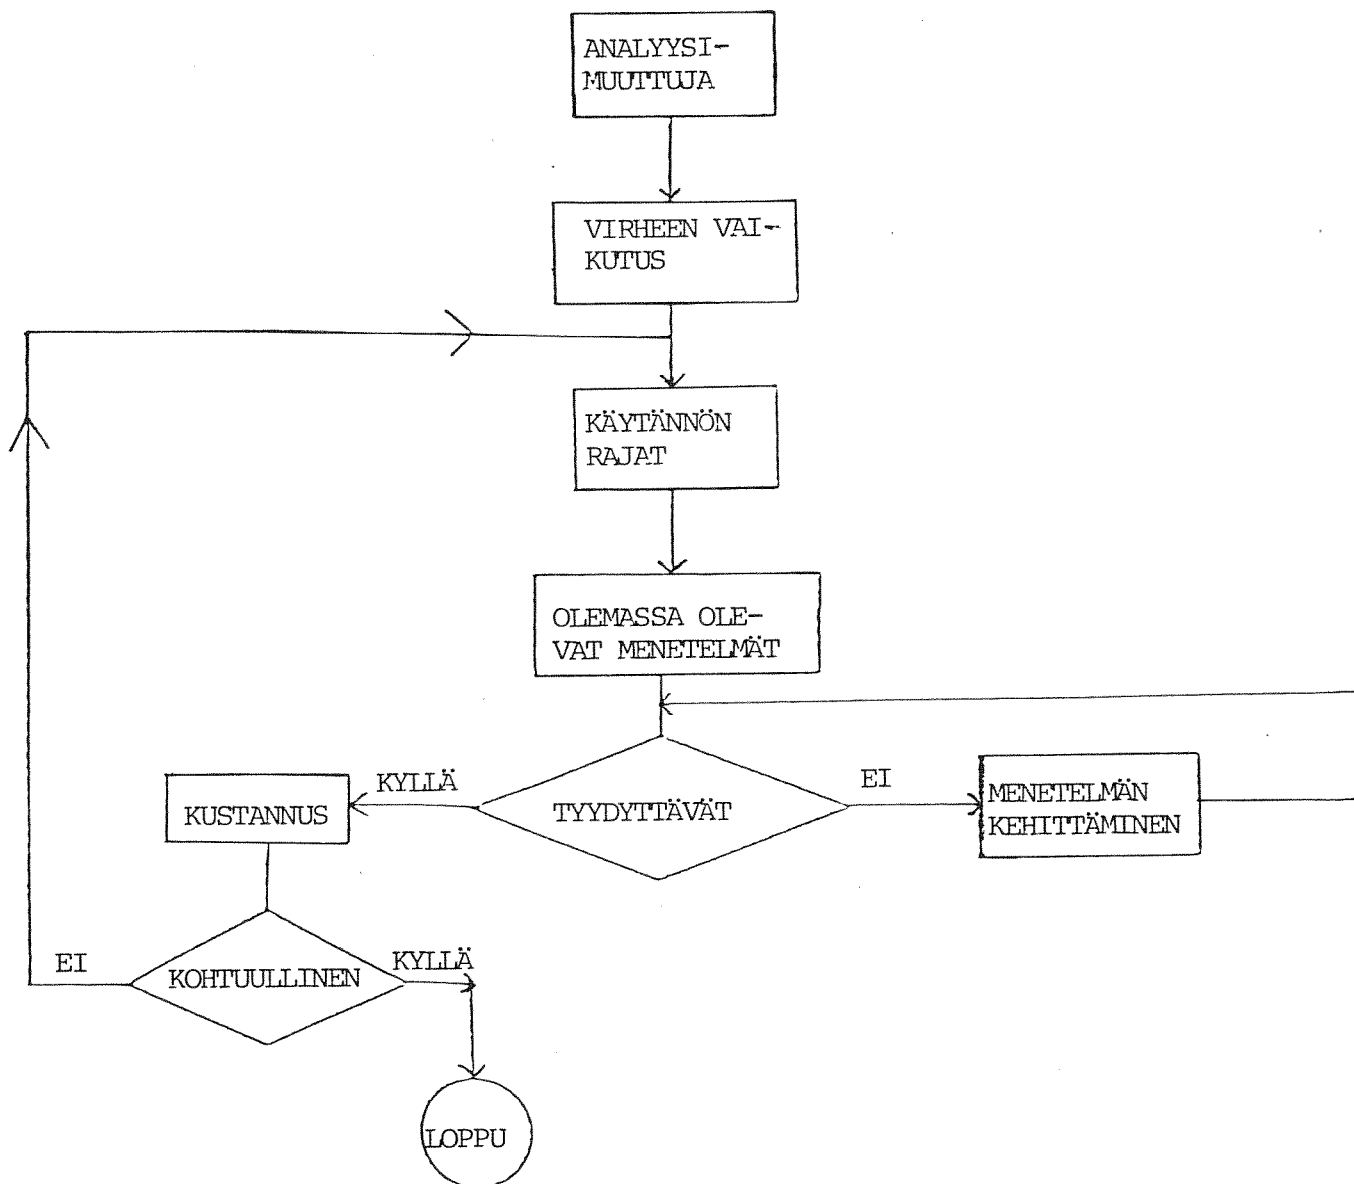 ANALYYSI-
MUUTTUJA
VIRHEEN VAI-
KUTUS
KÄYTÄNNÖN
RAJAT
OLEMASSA OLE-
VAT MENETELMÄT
KYLLÄ
EI
KUSTANNUS
TYYDYTTÄVÄT
MENETELMÄN
KEHITTÄMINEN
EI
KOHTUULLINEN
KYLLÄ
LOPPU